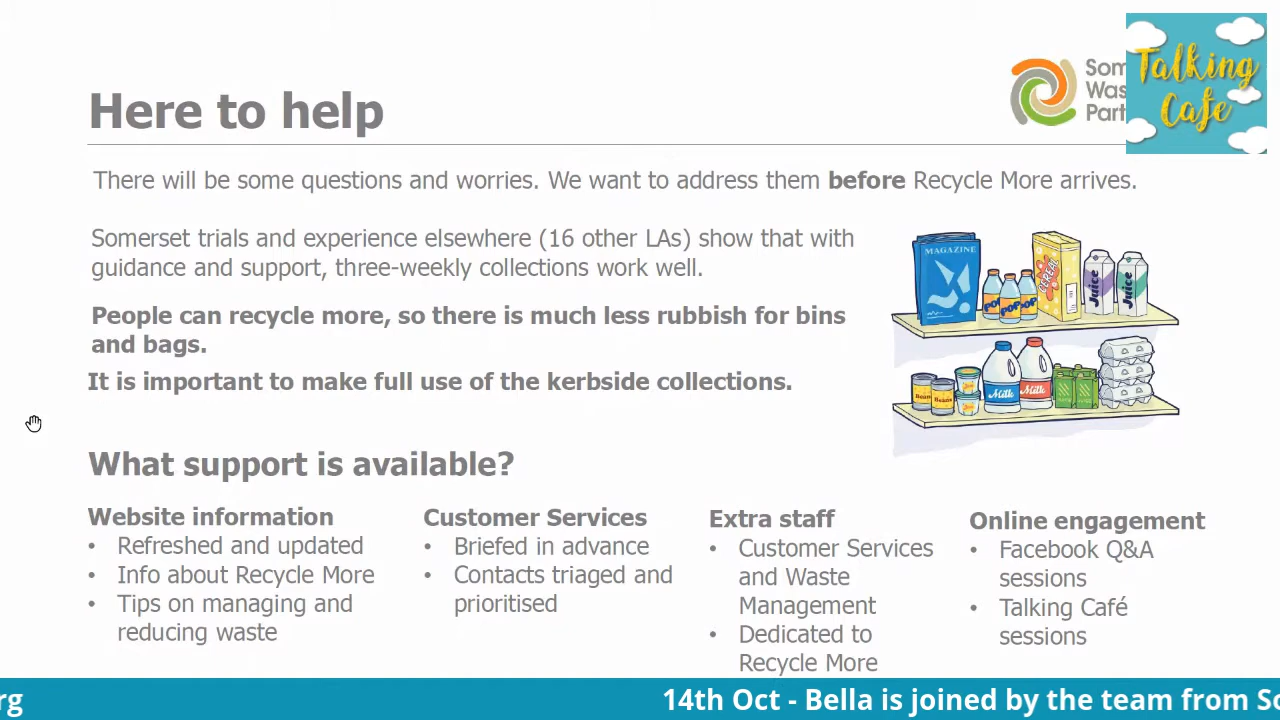 Here to help
Som
Was
Part
Talking
Cafe
There will be some questions and worries. We want to address them before Recycle More arrives.
Somerset trials and experience elsewhere (16 other LAs) show that with
guidance and support, three-weekly collections work well.
People can recycle more, so there is much less rubbish for bins
and bags.
It is important to make full use of the kerbside collections.
MAGAZINE
POP
POP
POP
CEREAL
Juice
Juice
Beans
Beans
Milk
Milk
What support is available?
Website information
• Refreshed and updated
• Info about Recycle More
• Tips on managing and
reducing waste
Customer Services
• Briefed in advance
• Contacts triaged and
prioritised
Extra staff
• Customer Services
and Waste
Management
• Dedicated to
Recycle More
Online engagement
• Facebook Q&A
sessions
• Talking Café
sessions
rg
14th Oct - Bella is joined by the team from So